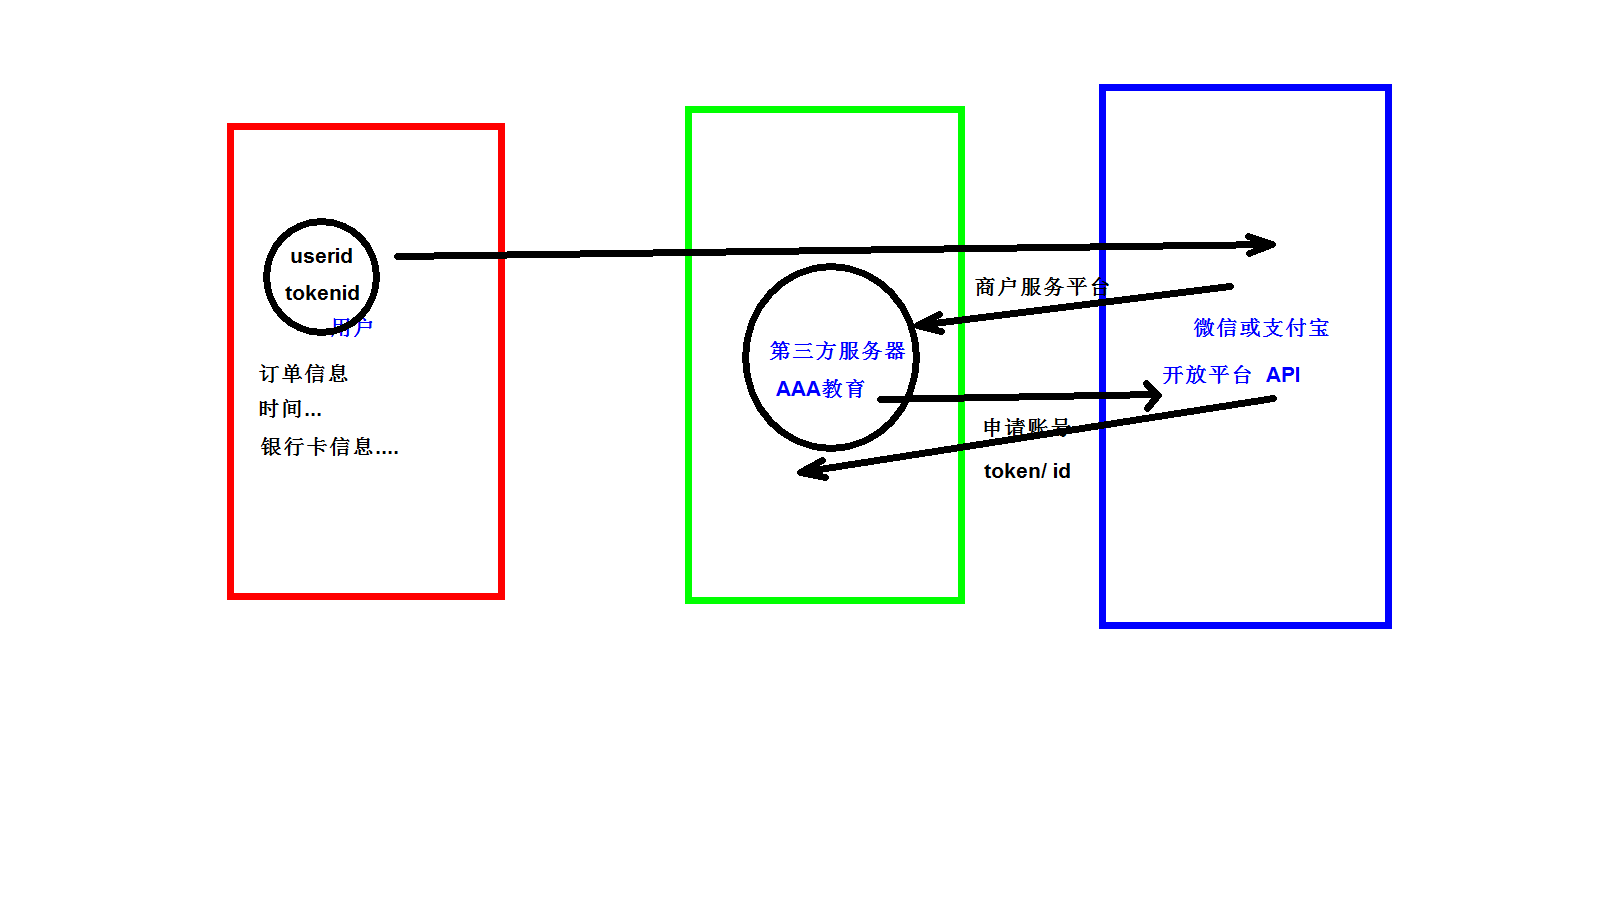 userid
tokenid
用户
订单信息
时间...
银行卡信息....
第三方服务器
AAA教育
商户服务平台
申请账号
token/ id
微信或支付宝
开放平台 API